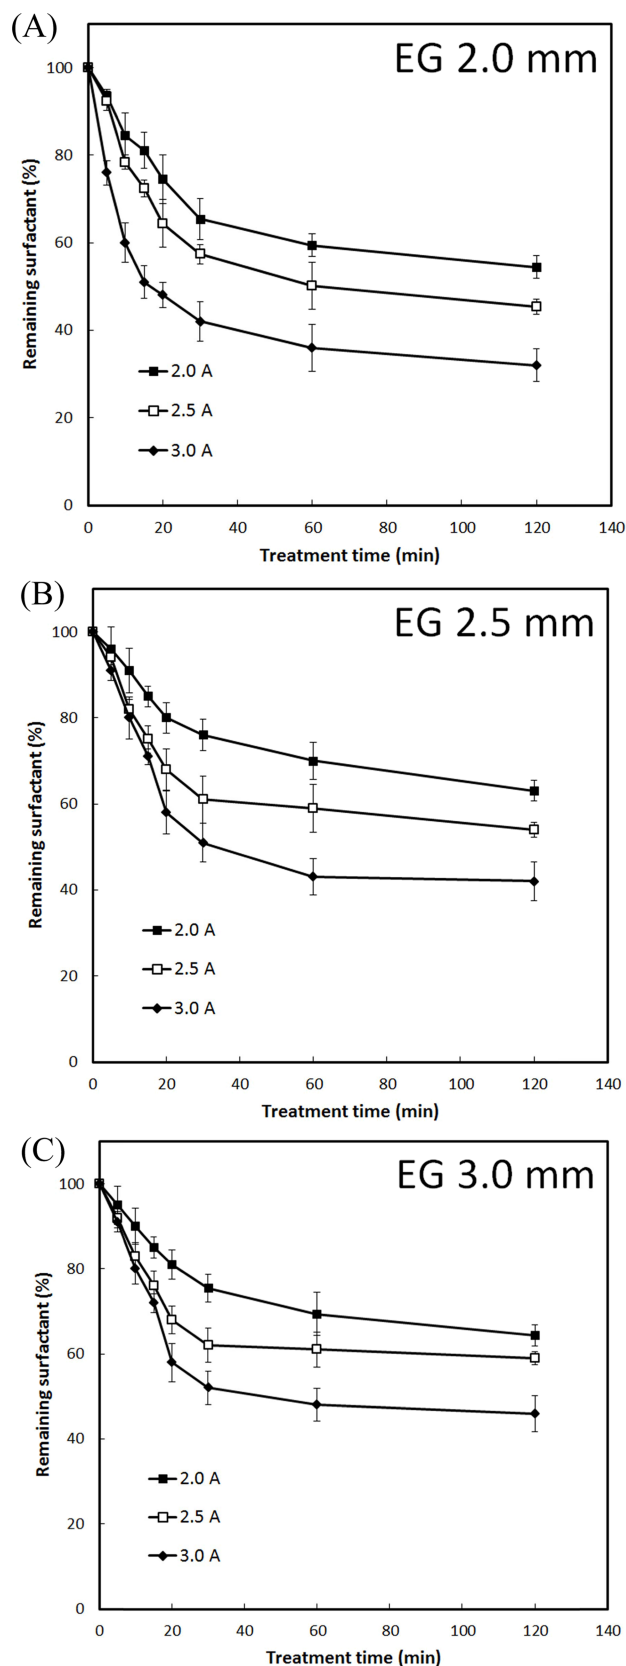 (A)
EG 2.0 mm
100
80
60
40
20
0
Remaining surfactant (%)
2.0 A
2.5 A
3.0 A
0 20 40 60 80 100 120 140
Treatment time (min)
(B)
EG 2.5 mm
100
80
60
40
20
0
Remaining surfactant (%)
2.0 A
2.5 A
3.0 A
0 20 40 60 80 100 120 140
Treatment time (min)
(C)
EG 3.0 mm
100
80
60
40
20
0
Remaining surfactant (%)
2.0 A
2.5 A
3.0 A
0 20 40 60 80 100 120 140
Treatment time (min)